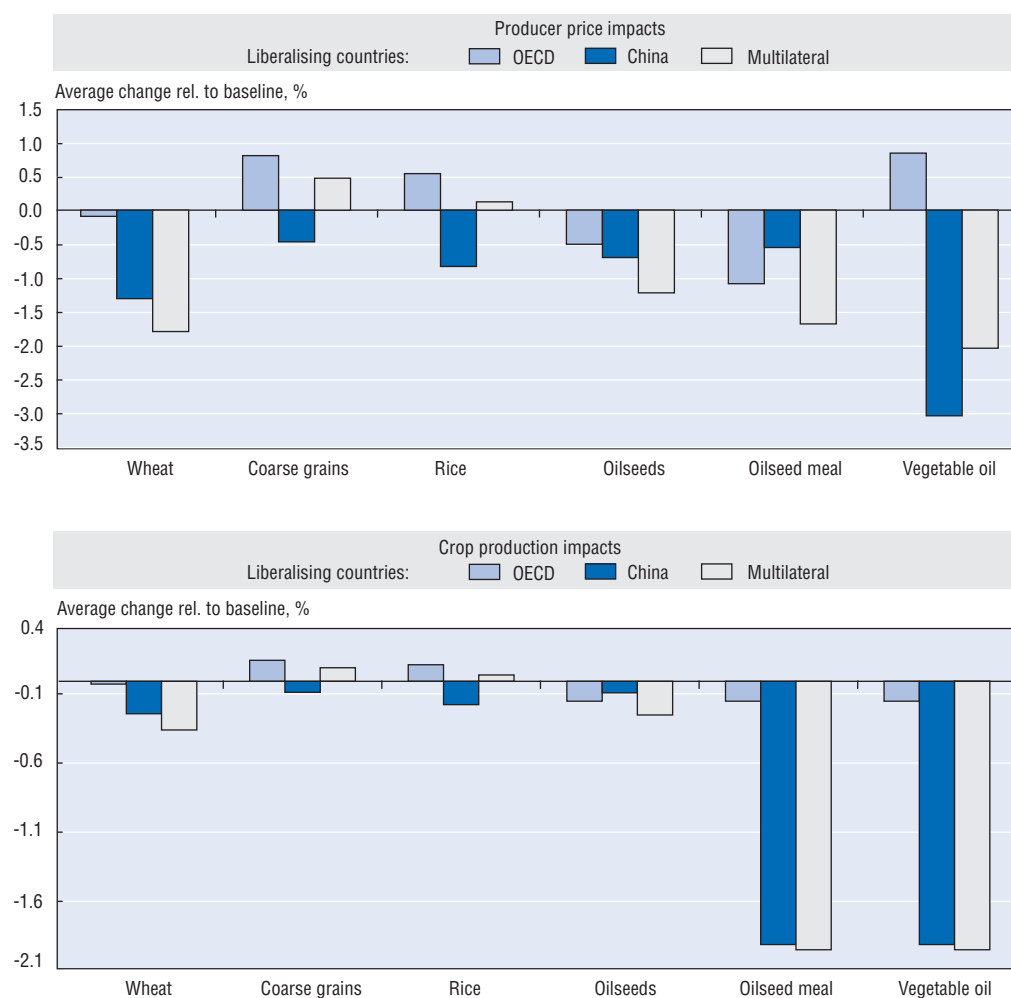 Producer price impacts
Liberalising countries: OECD China Multilateral
Average change rel. to baseline, %
1.5
1.0
0.5
0.0
-0.5
-1.0
-1.5
-2.0
-2.5
-3.0
-3.5
Wheat Coarse grains Rice Oilseeds Oilseed meal Vegetable oil
Crop production impacts
Liberalising countries: OECD China Multilateral
Average change rel. to baseline, %
0.4
-0.1
-0.6
-1.1
-1.6
-2.1
Wheat Coarse grains Rice Oilseeds Oilseed meal Vegetable oil